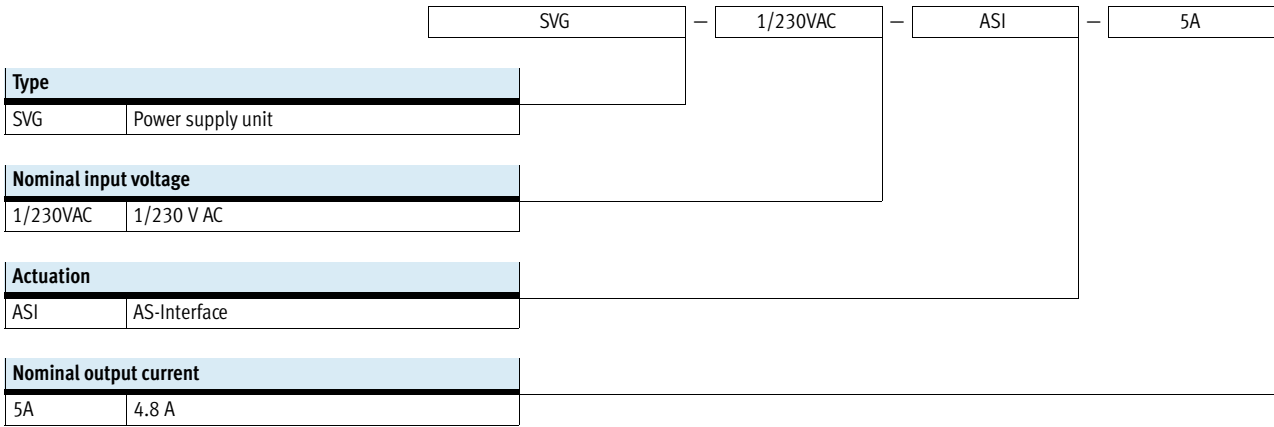 SVG – 1/230VAC – ASI – 5A
Type
SVG Power supply unit
Nominal input voltage
1/230VAC 1/230 V AC
Actuation
ASI AS-Interface
Nominal output current
5A 4.8 A